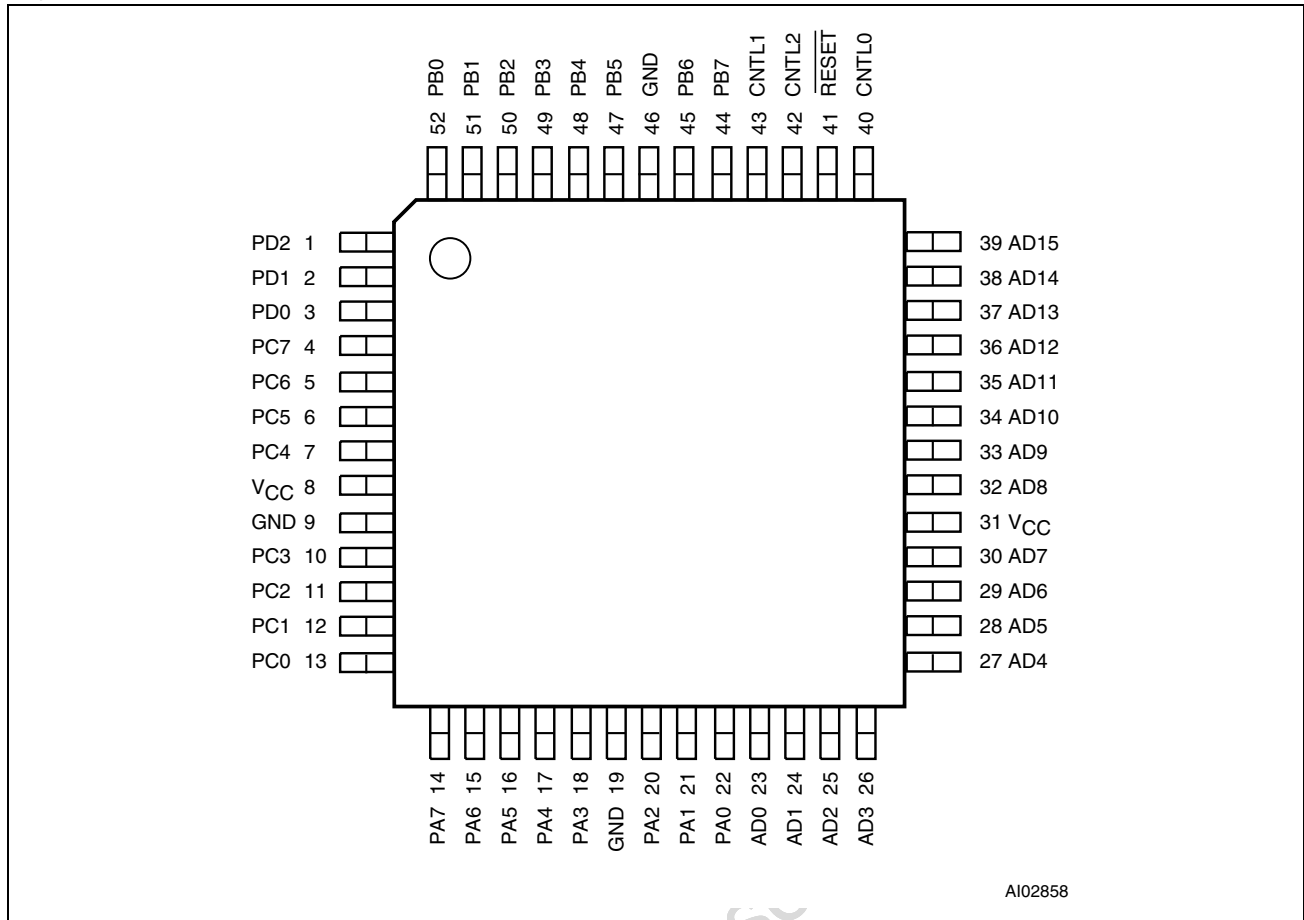 52 PB0
51 PB1
50 PB2
49 PB3
48 PB4
47 PB5
46 GND
45 PB6
44 PB7
43 CNTL1
42 CNTL2
41 RESET
40 CNTL0
PD2 1
PD1 2
PD0 3
PC7 4
PC6 5
PC5 6
PC4 7
VCC 8
GND 9
PC3 10
PC2 11
PC1 12
PC0 13
39 AD15
38 AD14
37 AD13
36 AD12
35 AD11
34 AD10
33 AD9
32 AD8
31 VCC
30 AD7
29 AD6
28 AD5
27 AD4
PA7 14
PA6 15
PA5 16
PA4 17
PA3 18
GND 19
PA2 20
PA1 21
PA0 22
AD0 23
AD1 24
AD2 25
AD3 26
AI02858